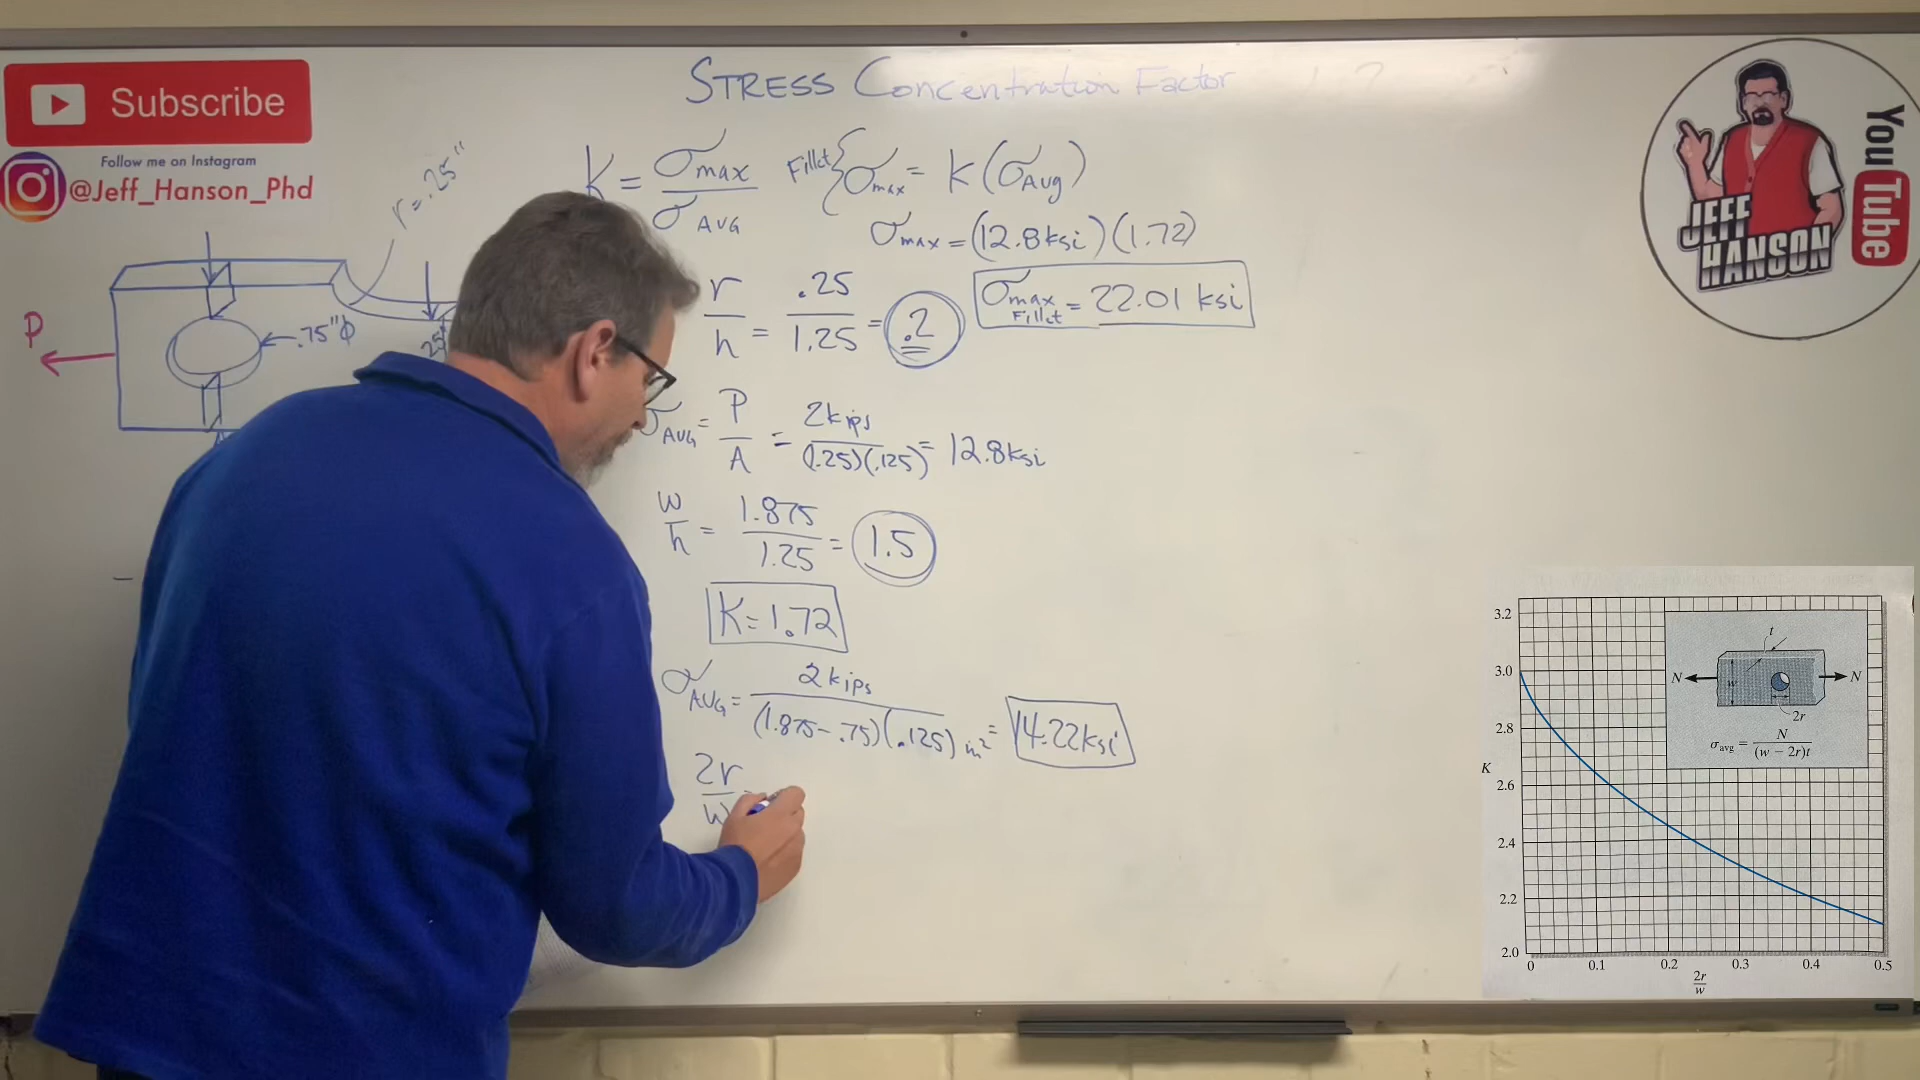 STRESS Concentration Factor
Subscribe
Follow me on Instagram
@Jeff_Hanson_Phd
r=.25"
P
.75"Φ
K = σmax / σAVG
Fillet { σmax = K (σAvg)
σmax = (12.8ksi)(1.72)
σmax Fillet = 22.01 ksi
r/h = .25/1.25 = .2
σAVG = P/A = 2kips/(1.25)(.125) = 12.8ksi
w/h = 1.875/1.25 = 1.5
K=1.72
σAVG = 2kips/(1.875-.75)(.125) in² = 14.22ksi
2r/w =
JEFF
HANSON
YouTube
3.2
3.0
2.8
K
2.6
2.4
2.2
2.0
0 0.1 0.2 0.3 0.4 0.5
2r/w
t
N N
w
2r
σavg = N/(w − 2r)t